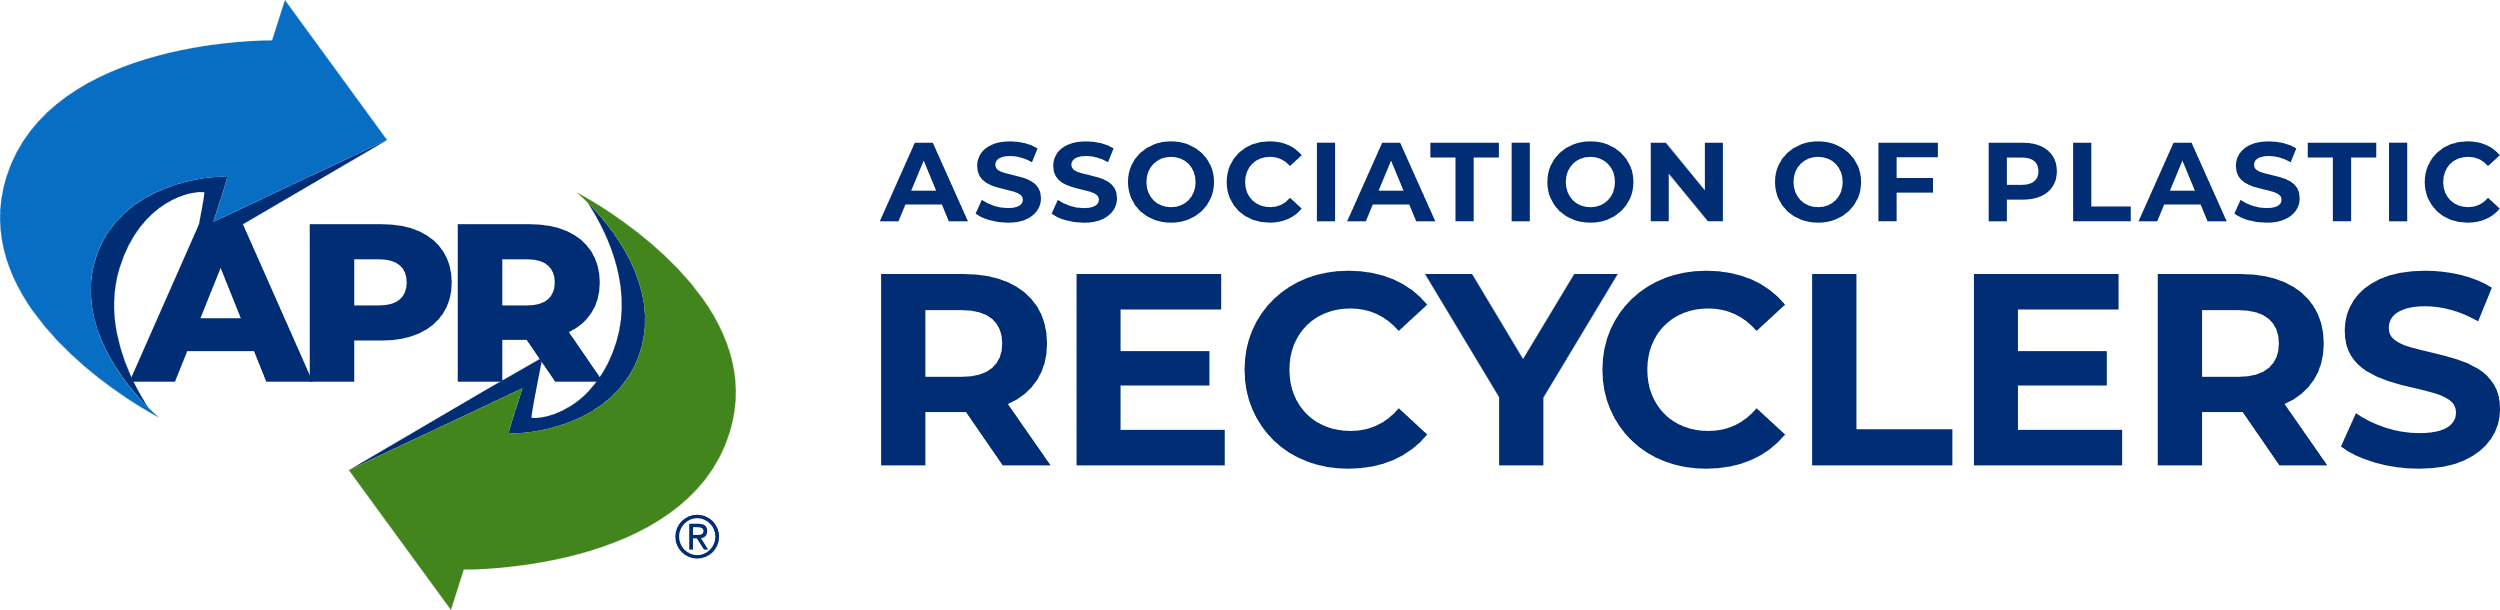 APR
®
ASSOCIATION OF PLASTIC
RECYCLERS